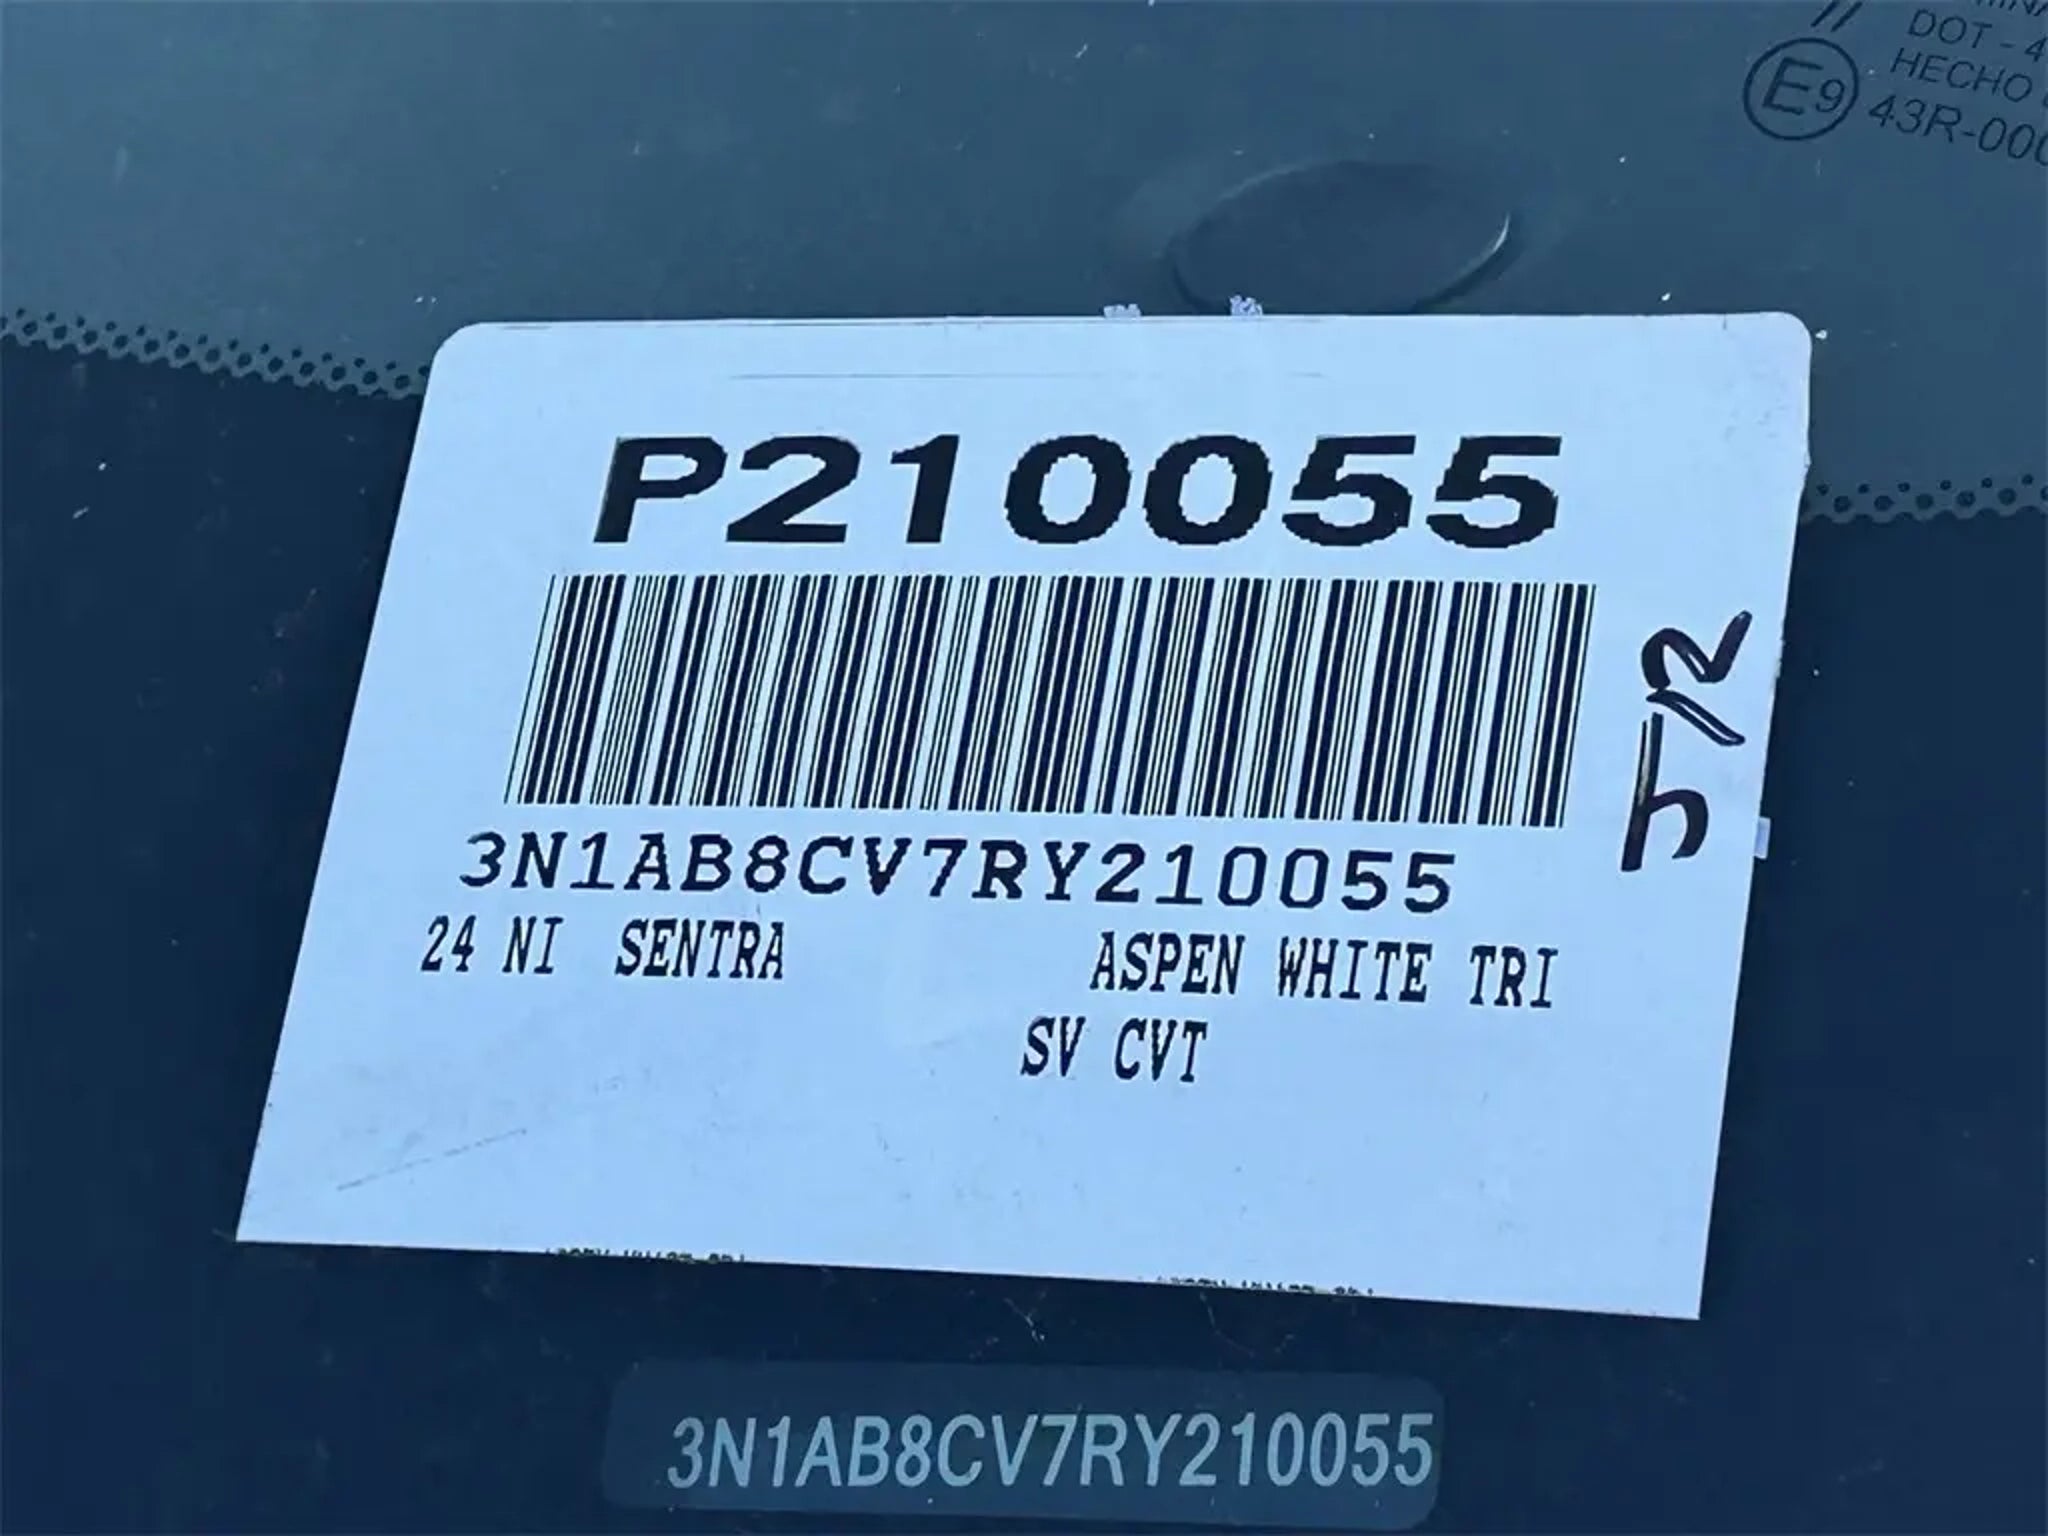 DOT - 4
HECHO
E9 43R-000
P210055
3N1AB8CV7RY210055
24 NI SENTRA ASPEN WHITE TRI
SV CVT
3N1AB8CV7RY210055